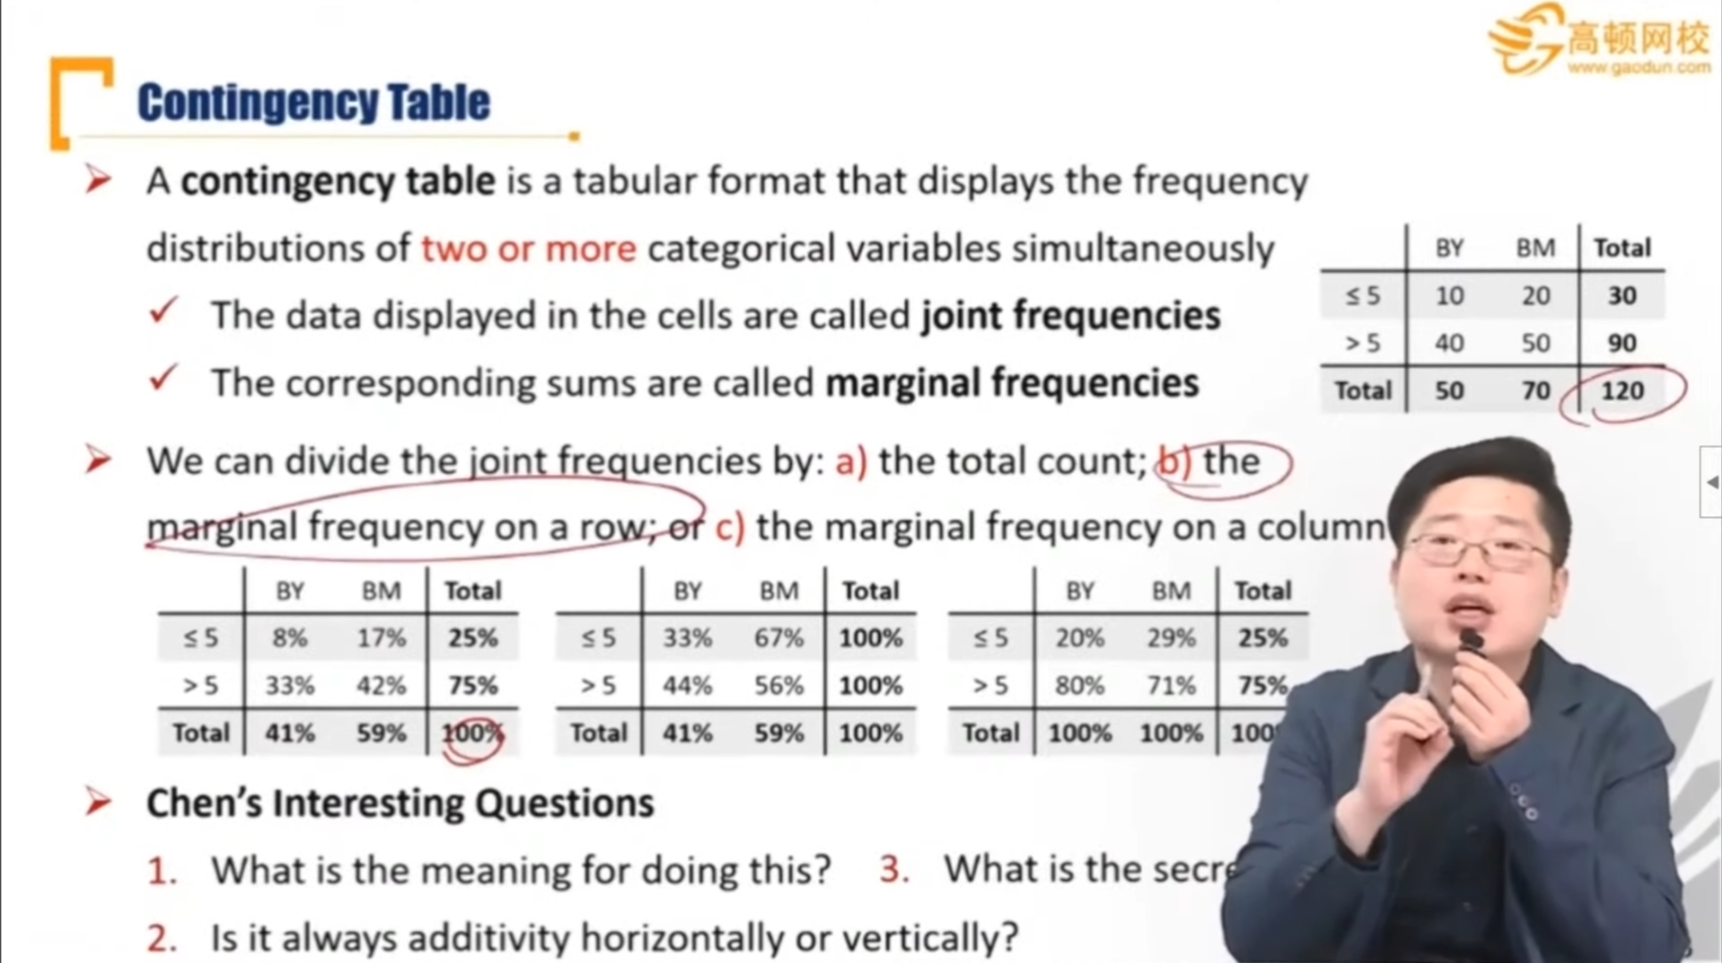 高顿网校
www.gaodun.com
Contingency Table
A contingency table is a tabular format that displays the frequency
distributions of two or more categorical variables simultaneously
✓ The data displayed in the cells are called joint frequencies
✓ The corresponding sums are called marginal frequencies
BY BM Total
≤ 5 10 20 30
> 5 40 50 90
Total 50 70 120
We can divide the joint frequencies by: a) the total count; b) the
marginal frequency on a row; or c) the marginal frequency on a column
BY BM Total
≤ 5 8% 17% 25%
> 5 33% 42% 75%
Total 41% 59% 100%
BY BM Total
≤ 5 33% 67% 100%
> 5 44% 56% 100%
Total 41% 59% 100%
BY BM Total
≤ 5 20% 29% 25%
> 5 80% 71% 75%
Total 100% 100% 100
Chen's Interesting Questions
1. What is the meaning for doing this? 3. What is the
2. Is it always additivity horizontally or vertically?